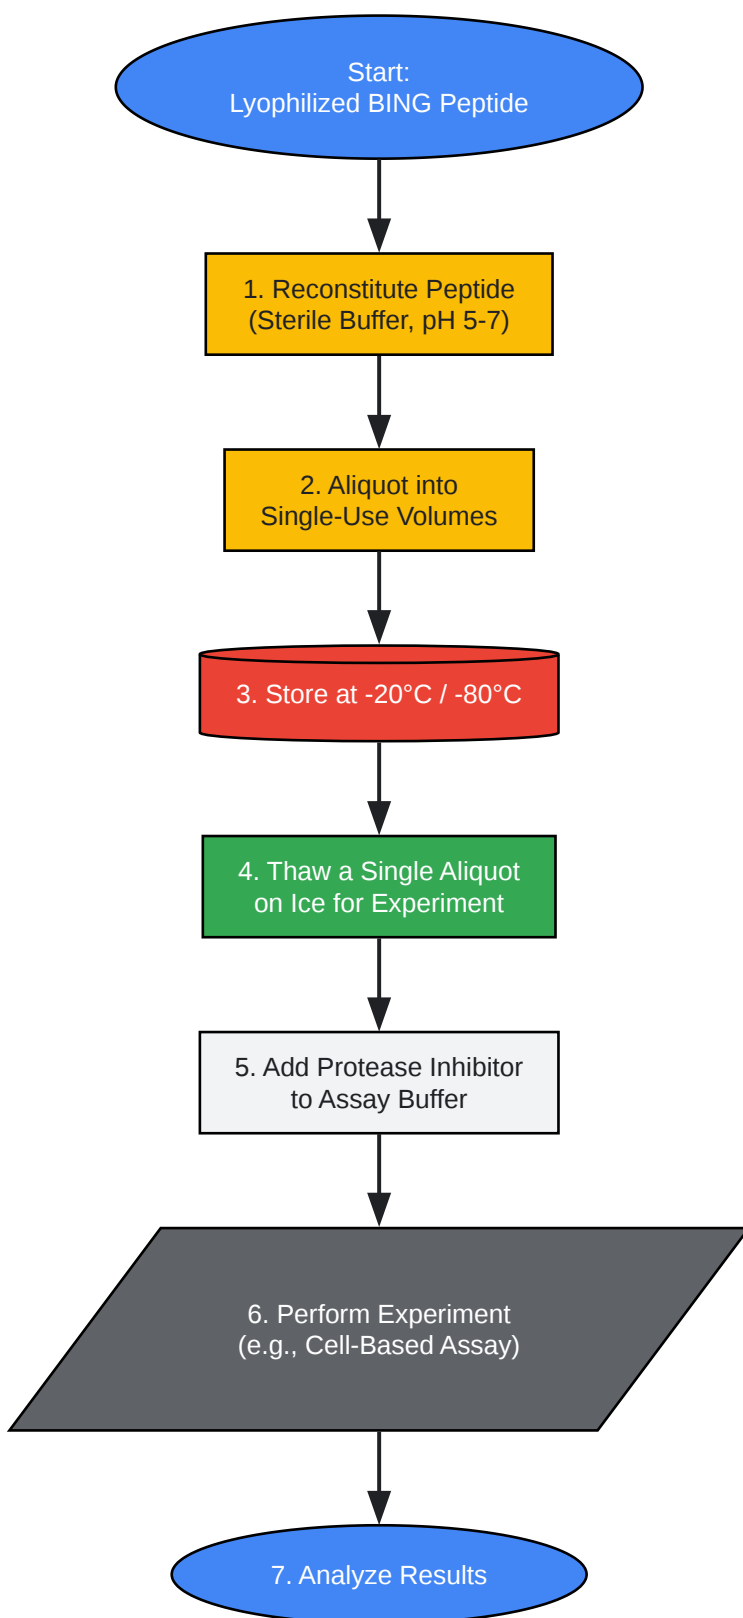 Start:
Lyophilized BING Peptide
1. Reconstitute Peptide
(Sterile Buffer, pH 5-7)
2. Aliquot into
Single-Use Volumes
3. Store at -20°C / -80°C
4. Thaw a Single Aliquot
on Ice for Experiment
5. Add Protease Inhibitor
to Assay Buffer
6. Perform Experiment
(e.g., Cell-Based Assay)
7. Analyze Results